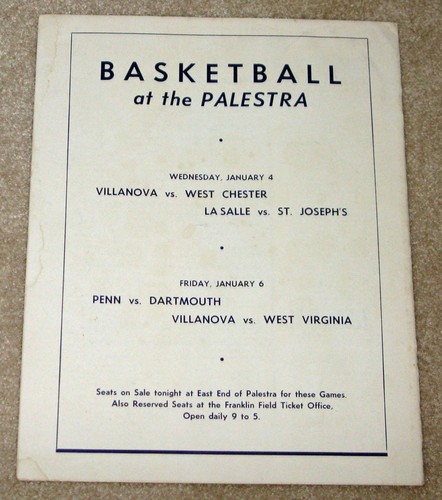 BASKETBALL
at the PALESTRA
WEDNESDAY, JANUARY 4
VILLANOVA vs. WEST CHESTER
LA SALLE vs. ST. JOSEPH'S
FRIDAY, JANUARY 6
PENN vs. DARTMOUTH
VILLANOVA vs. WEST VIRGINIA
Seats on Sale tonight at East End of Palestra for these Games.
Also Reserved Seats at the Franklin Field Ticket Office,
Open daily 9 to 5.